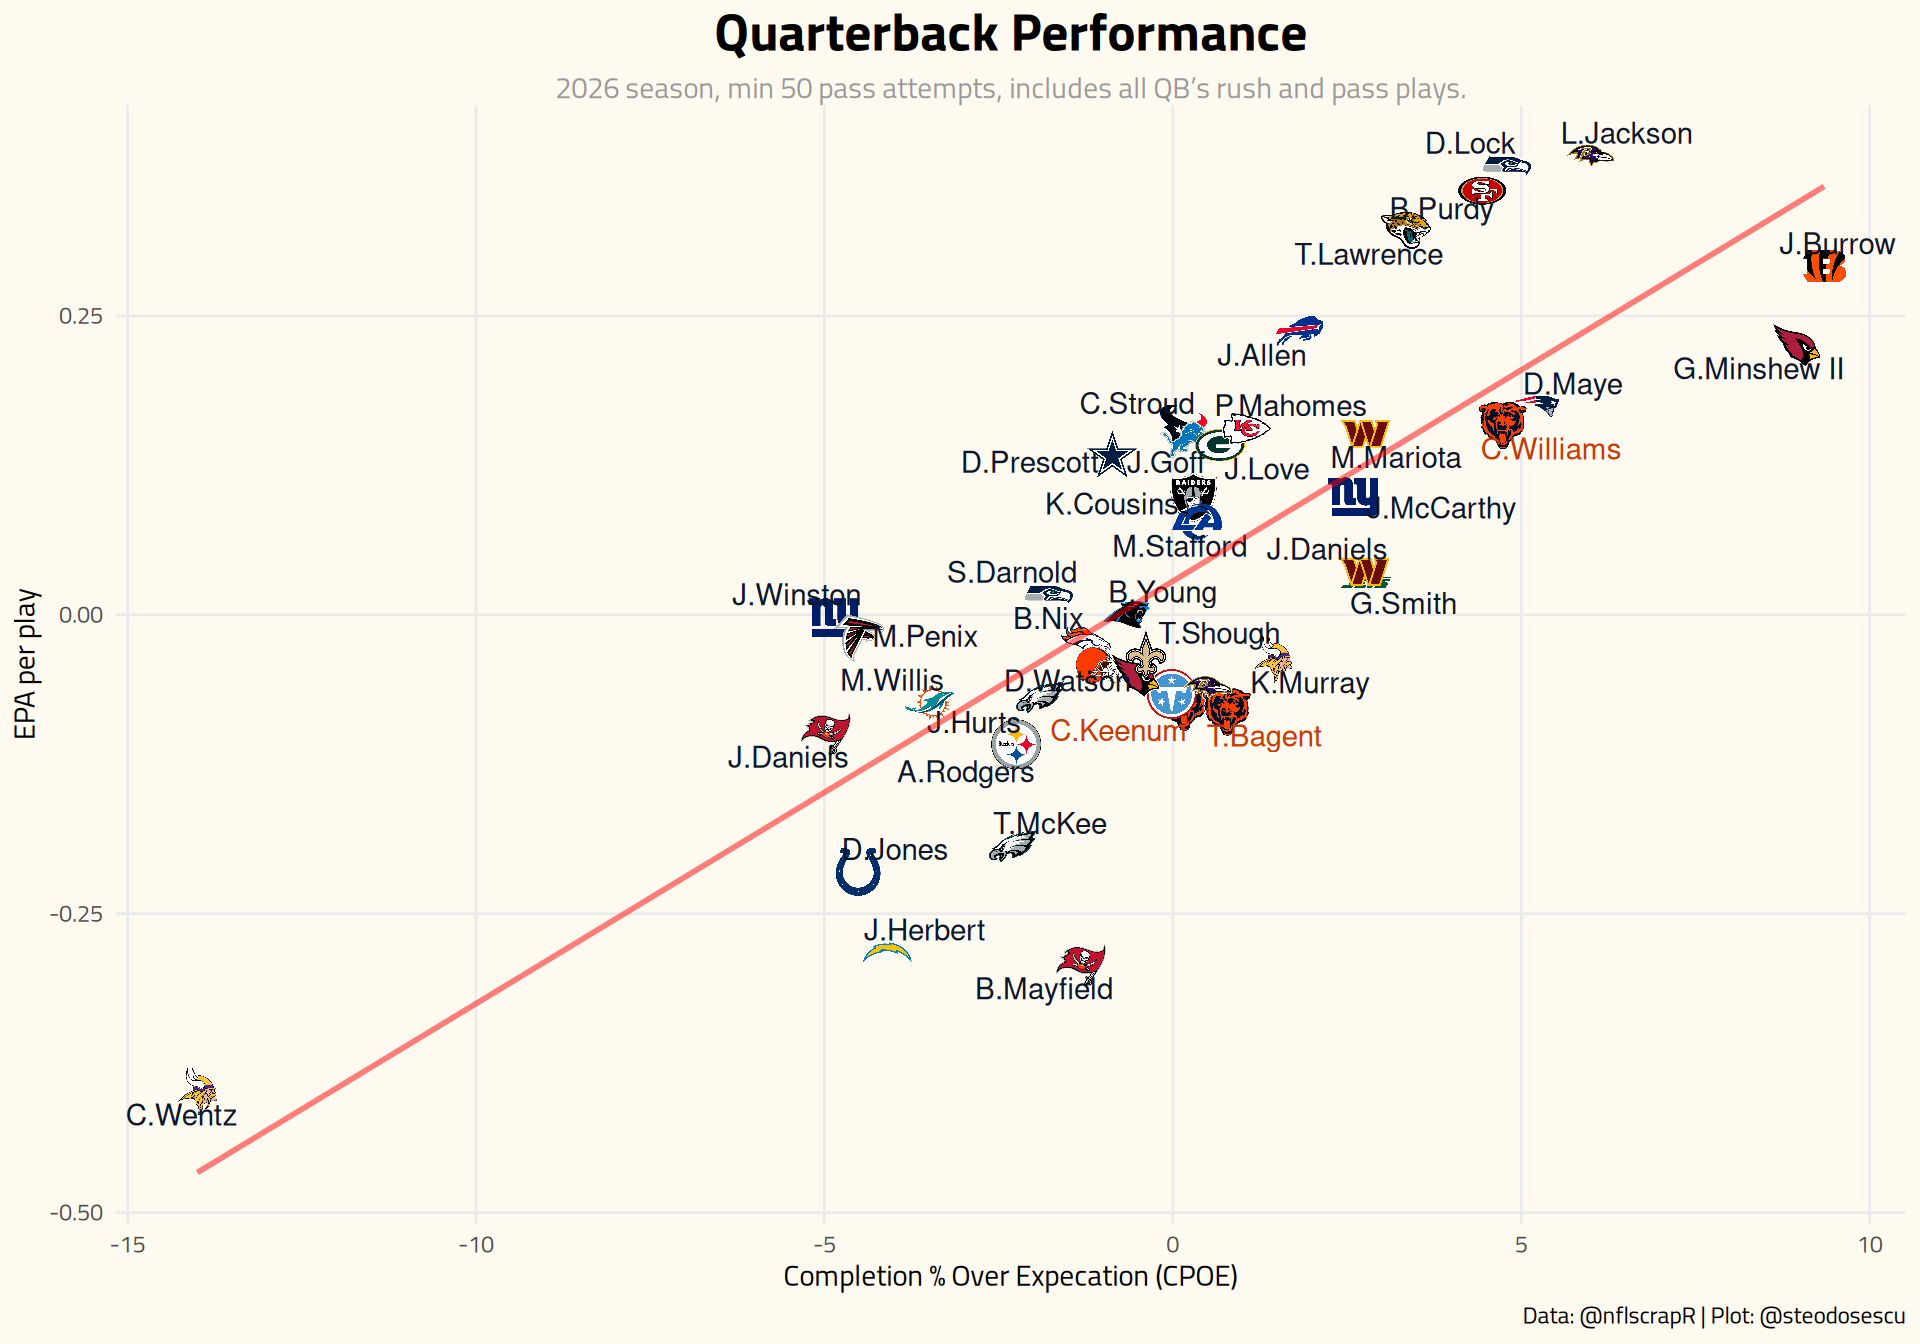 Quarterback Performance
2026 season, min 50 pass attempts, includes all QB's rush and pass plays.
D.Lock
L.Jackson
B.Purdy
T.Lawrence
J.Burrow
0.25
J.Allen
G.Minshew II
D.Maye
C.Stroud
P.Mahomes
C.Williams
M.Mariota
D.Prescott
J.Goff
J.Love
K.Cousins
J.McCarthy
M.Stafford
J.Daniels
S.Darnold
J.Winston
B.Young
G.Smith
0.00
B.Nix
M.Penix
T.Shough
M.Willis
D.Watson
K.Murray
J.Hurts
C.Keenum
T.Bagent
J.Daniels
A.Rodgers
T.McKee
D.Jones
-0.25
J.Herbert
B.Mayfield
C.Wentz
-0.50
-15
-10
-5
0
5
10
EPA per play
Completion % Over Expecation (CPOE)
Data: @nflscrapR | Plot: @steodosescu